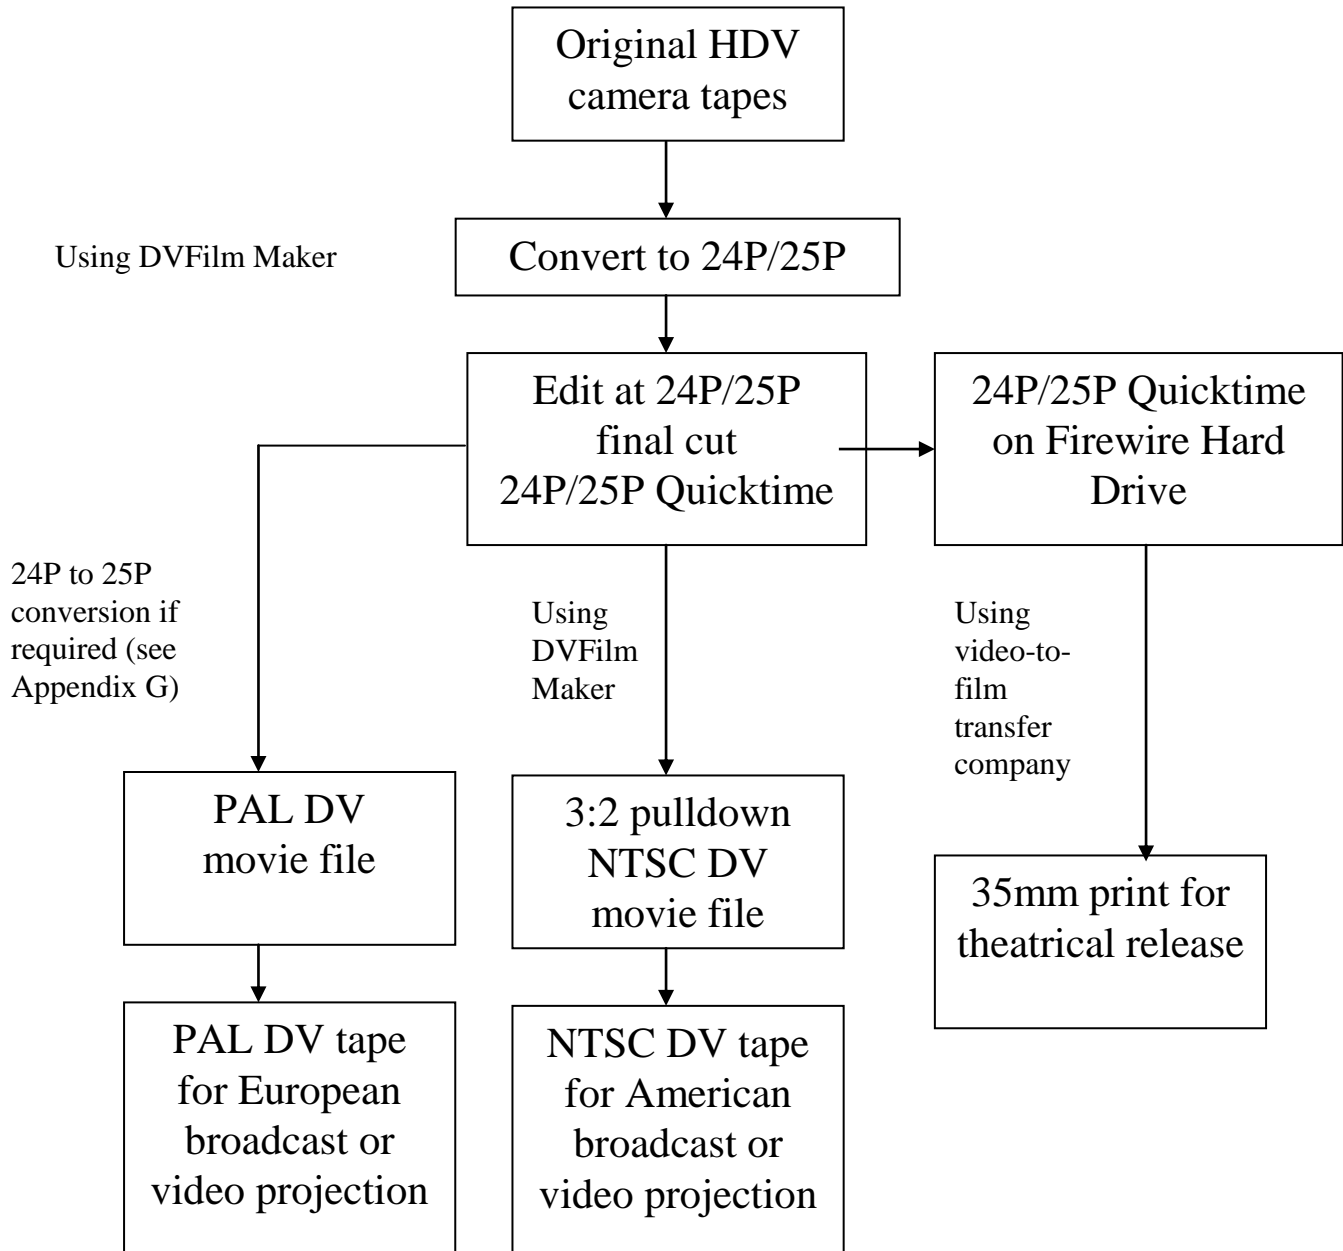 Original HDV
camera tapes
Using DVFilm Maker
Convert to 24P/25P
Edit at 24P/25P
final cut
24P/25P Quicktime
24P/25P Quicktime
on Firewire Hard
Drive
24P to 25P
conversion if
required (see
Appendix G)
Using
DVFilm
Maker
Using
video-to-
film
transfer
company
PAL DV
movie file
3:2 pulldown
NTSC DV
movie file
35mm print for
theatrical release
PAL DV tape
for European
broadcast or
video projection
NTSC DV tape
for American
broadcast or
video projection